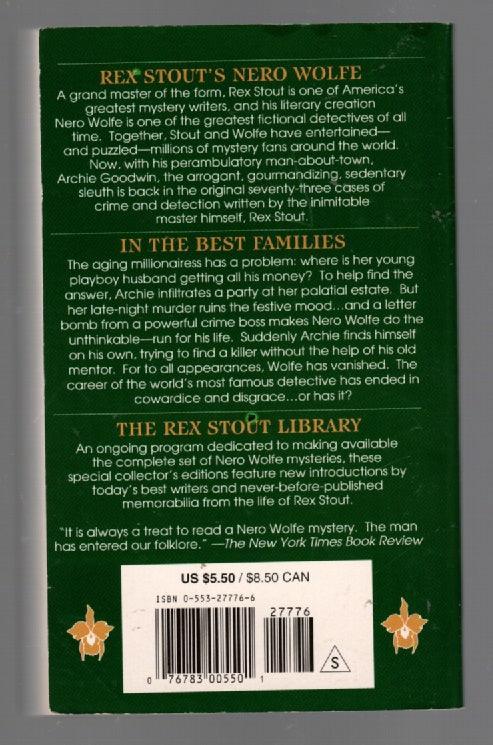 REX STOUT'S NERO WOLFE
A grand master of the form, Rex Stout is one of America's
greatest mystery writers, and his literary creation
Nero Wolfe is one of the greatest fictional detectives of all
time. Together, Stout and Wolfe have entertained—
and puzzled—millions of mystery fans around the world.
Now, with his perambulatory man-about-town,
Archie Goodwin, the arrogant, gourmandizing, sedentary
sleuth is back in the original seventy-three cases of
crime and detection written by the inimitable
master himself, Rex Stout.
IN THE BEST FAMILIES
The aging millionairess has a problem: where is her young
playboy husband getting all his money? To help find the
answer, Archie infiltrates a party at her palatial estate. But
her late-night murder ruins the festive mood...and a letter
bomb from a powerful crime boss makes Nero Wolfe do the
unthinkable—run for his life. Suddenly Archie finds himself
on his own, trying to find a killer without the help of his old
mentor. For to all appearances, Wolfe has vanished. The
career of the world's most famous detective has ended in
cowardice and disgrace...or has it?
THE REX STOUT LIBRARY
An ongoing program dedicated to making available
the complete set of Nero Wolfe mysteries, these
special collector's editions feature new introductions by
today's best writers and never-before-published
memorabilia from the life of Rex Stout.
"It is always a treat to read a Nero Wolfe mystery. The man
has entered our folklore." —The New York Times Book Review
US $5.50 / $8.50 CAN
ISBN 0-553-27776-6
27776
S
0 76783 00550 1